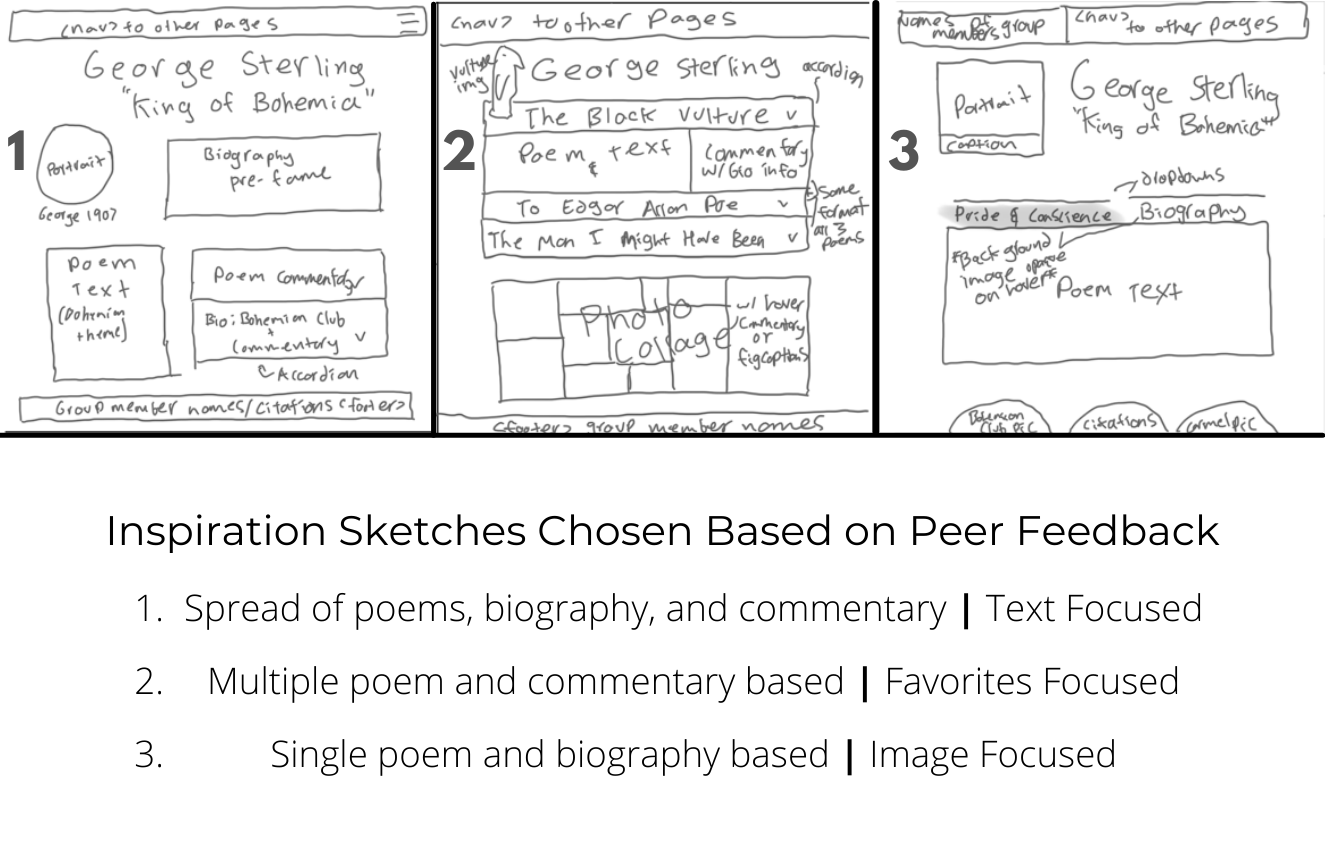 <nav> to other pages
George Sterling
"King of Bohemia"
1
Portrait
George 1907
Biography
pre-fame
Poem
Text
(Bohemian
theme)
Poem Commentary
Bio: Bohemian Club
+
Commentary v
Accordian
Group member names/citations <footer>
<nav> to other Pages
vulture
img
George Sterling
accordian
2
The Black Vulture v
Poem text
&
Commentary
w/Geo info
To Edgar Allan Poe v
The Man I Might Have Been v
Some
format
all 3
poems
Photo
Collage
w/ hover
commentary
or
figcaptions
<footer> group member names
Names of
members group
<nav>
to other pages
3
Portrait
Caption
George Sterling
"King of Bohemia"
dropdowns
Pride & Conscience
Biography
*Background
image opaque
on hover*
Poem Text
Bohemian
Club Pic
Citations
Carmel Pic
Inspiration Sketches Chosen Based on Peer Feedback
1. Spread of poems, biography, and commentary | Text Focused
2. Multiple poem and commentary based | Favorites Focused
3. Single poem and biography based | Image Focused